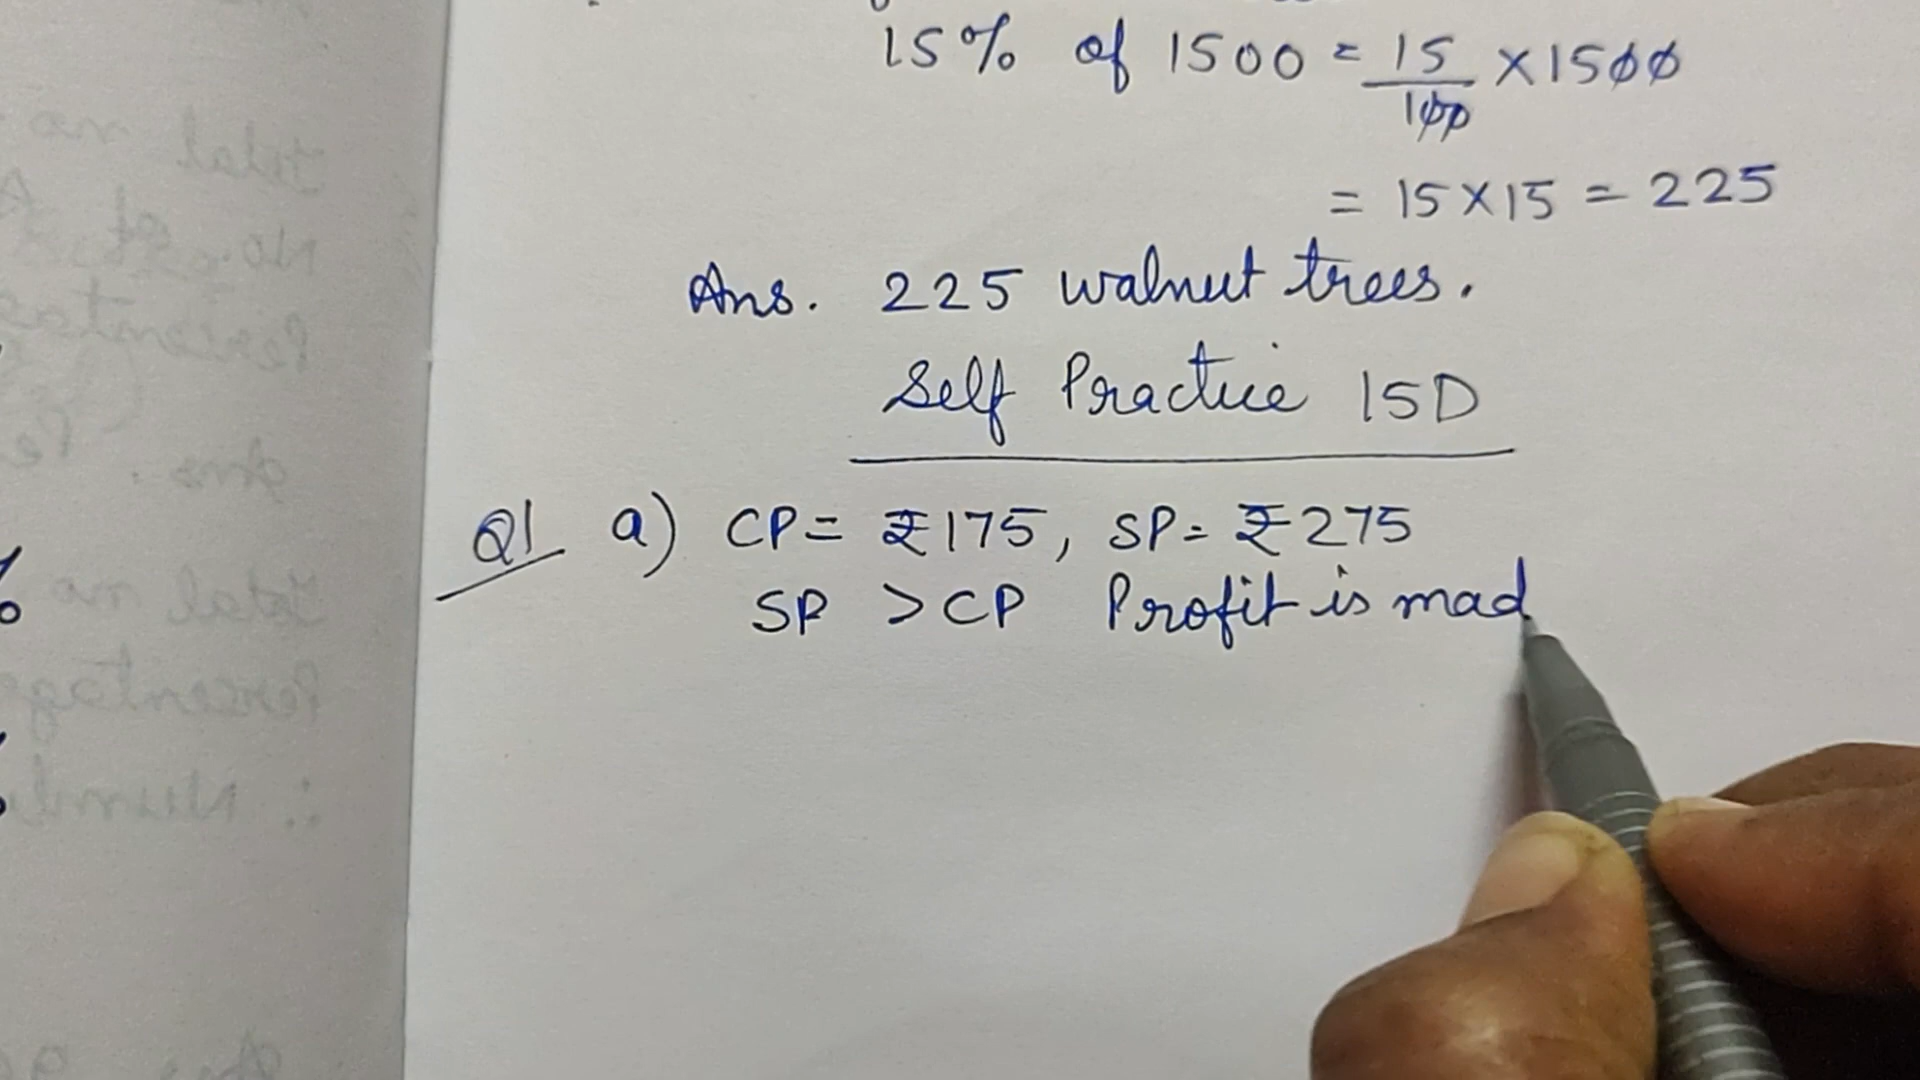 15% of 1500 = 15/100 × 1500
= 15 × 15 = 225
Ans. 225 walnut trees.
Self Practice 15D
Q1 a) CP = ₹175, SP = ₹275
SP > CP Profit is mad